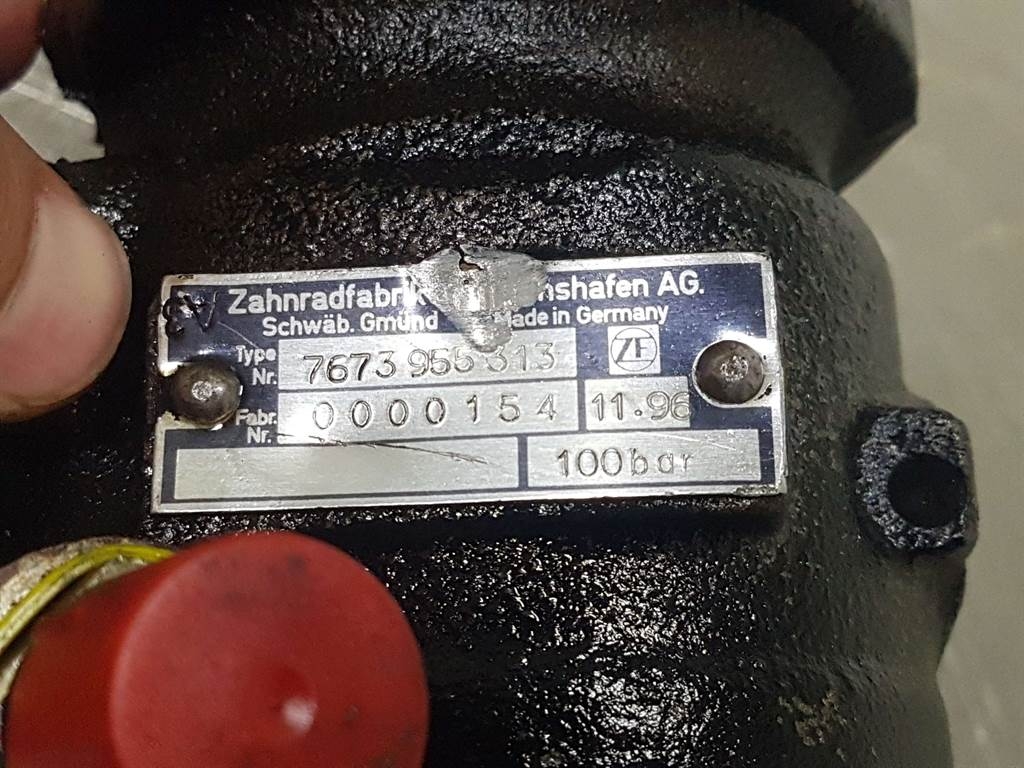 Zahnradfabrik nshafen AG.
Schwäb. Gmünd Made in Germany
A3
Type Nr. 7673 955 313 ZF
Fabr. Nr. 0000154 11.96
100bar